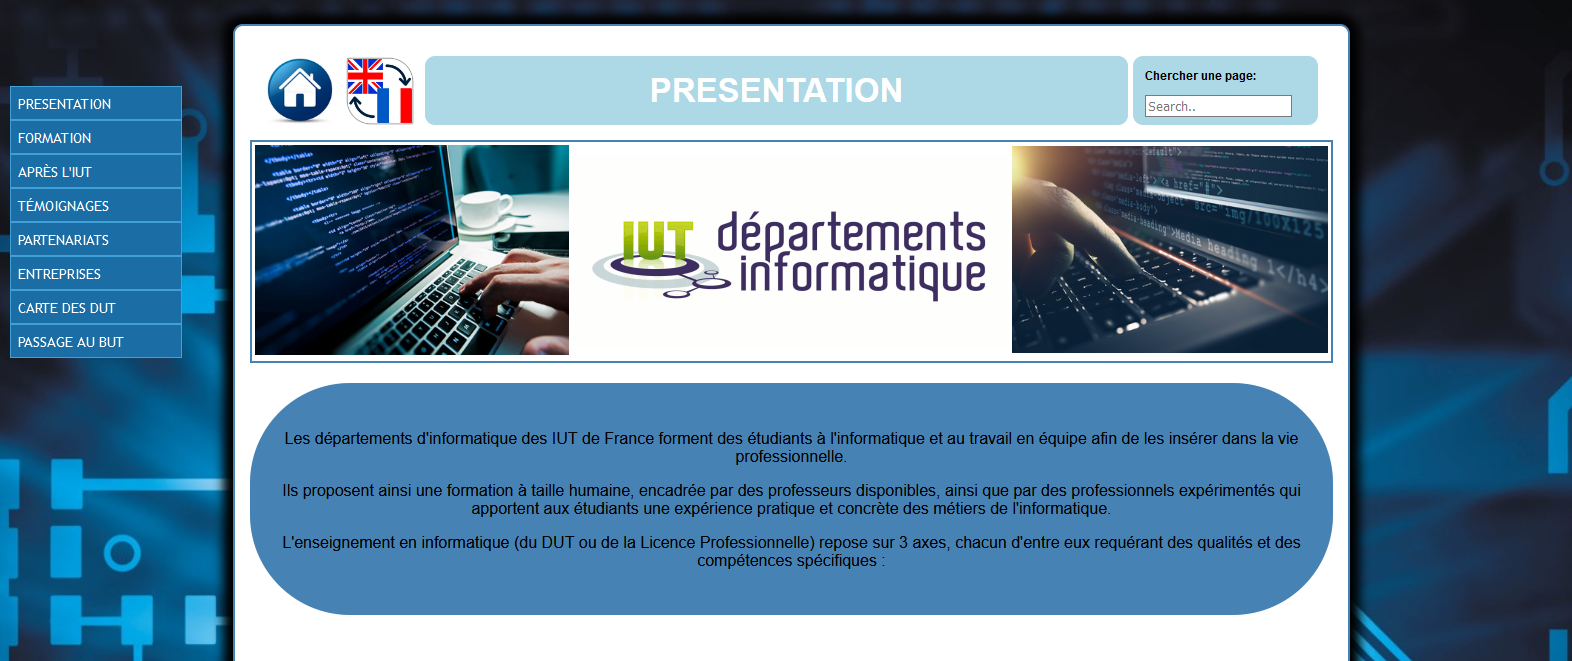 PRESENTATION
Chercher une page:
Search..
PRESENTATION
FORMATION
APRÈS L'IUT
TÉMOIGNAGES
PARTENARIATS
ENTREPRISES
CARTE DES DUT
PASSAGE AU BUT
IUT départements
informatique
Les départements d'informatique des IUT de France forment des étudiants à l'informatique et au travail en équipe afin de les insérer dans la vie
professionnelle.
Ils proposent ainsi une formation à taille humaine, encadrée par des professeurs disponibles, ainsi que par des professionnels expérimentés qui
apportent aux étudiants une expérience pratique et concrète des métiers de l'informatique.
L'enseignement en informatique (du DUT ou de la Licence Professionnelle) repose sur 3 axes, chacun d'entre eux requérant des qualités et des
compétences spécifiques :